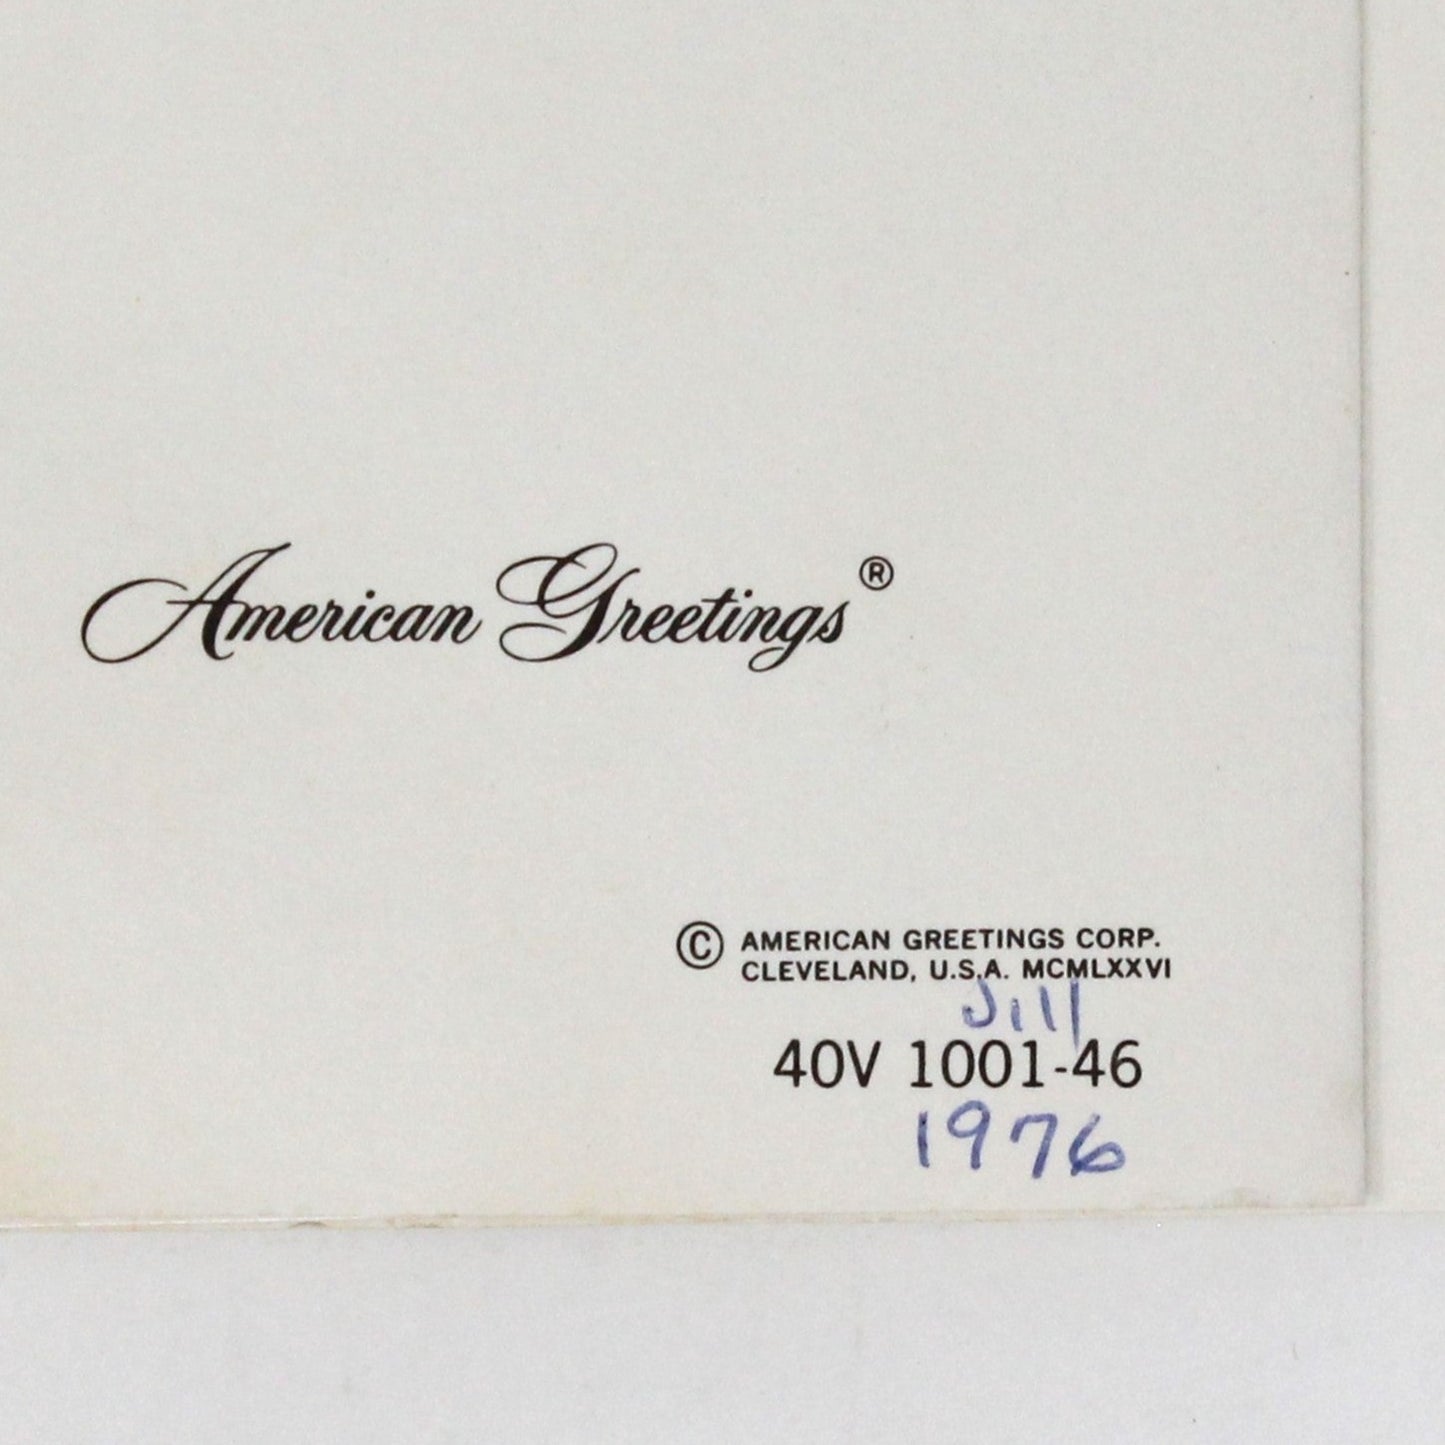 American Greetings®
© AMERICAN GREETINGS CORP.
CLEVELAND, U.S.A. MCMLXXVI
Jill
40V 1001-46
1976